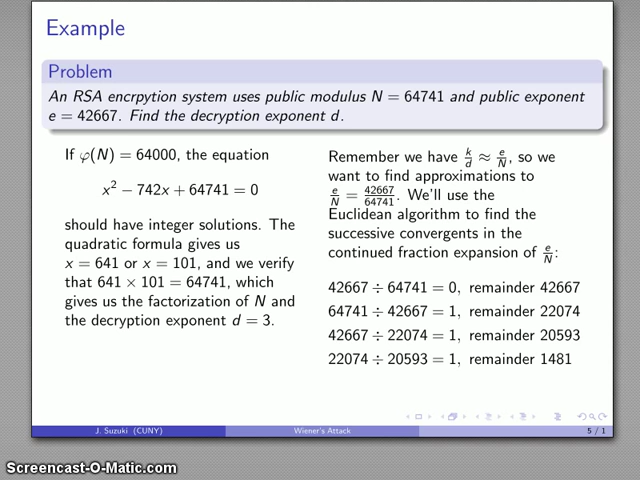 Example
Problem
An RSA encrpytion system uses public modulus N = 64741 and public exponent
e = 42667. Find the decryption exponent d.
If φ(N) = 64000, the equation
x² − 742x + 64741 = 0
should have integer solutions. The
quadratic formula gives us
x = 641 or x = 101, and we verify
that 641 × 101 = 64741, which
gives us the factorization of N and
the decryption exponent d = 3.
Remember we have k/d ≈ e/N, so we
want to find approximations to
e/N = 42667/64741. We'll use the
Euclidean algorithm to find the
successive convergents in the
continued fraction expansion of e/N:
42667 ÷ 64741 = 0, remainder 42667
64741 ÷ 42667 = 1, remainder 22074
42667 ÷ 22074 = 1, remainder 20593
22074 ÷ 20593 = 1, remainder 1481
J. Suzuki (CUNY) Wiener's Attack 5 / 1
Screencast-O-Matic.com